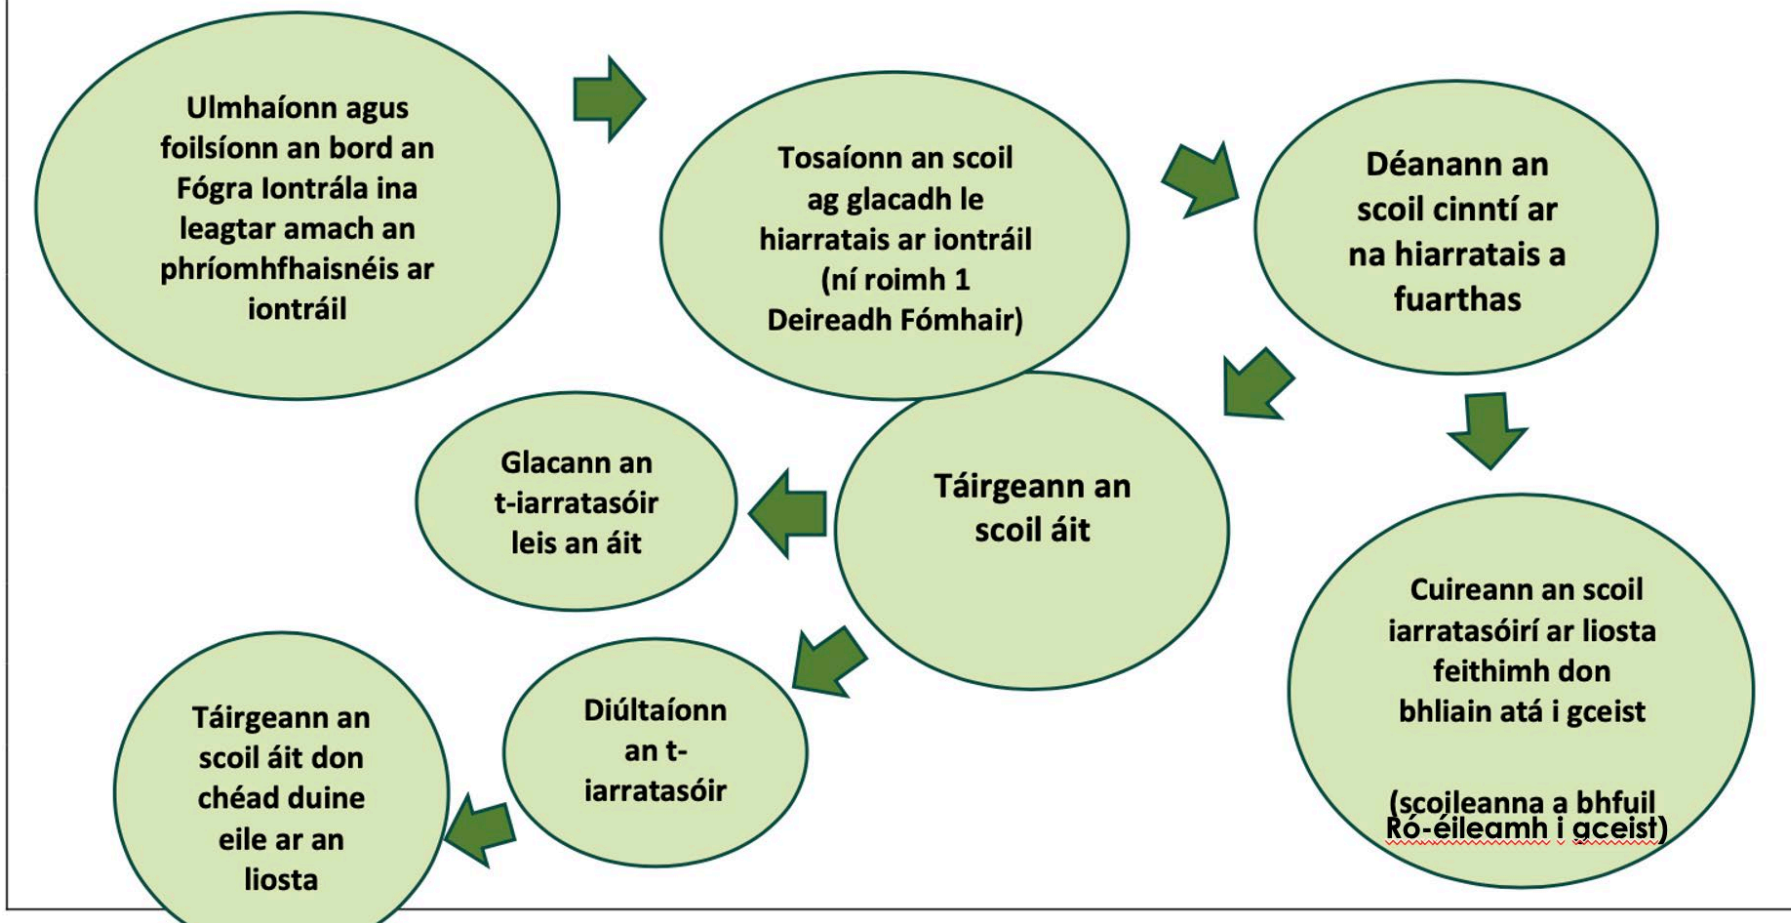 Ulmhaíonn agus
foilsíonn an bord an
Fógra Iontrála ina
leagtar amach an
phríomhfhaisnéis ar
iontráil
Tosaíonn an scoil
ag glacadh le
hiarratais ar iontráil
(ní roimh 1
Deireadh Fómhair)
Déanann an
scoil cinntí ar
na hiarratais a
fuarthas
Táirgeann an
scoil áit
Glacann an
t-iarratasóir
leis an áit
Cuireann an scoil
iarratasóirí ar liosta
feithimh don
bhliain atá i gceist
(scoileanna a bhfuil
Ró-éileamh i gceist)
Diúltaíonn
an t-
iarratasóir
Táirgeann an
scoil áit don
chéad duine
eile ar an
liosta